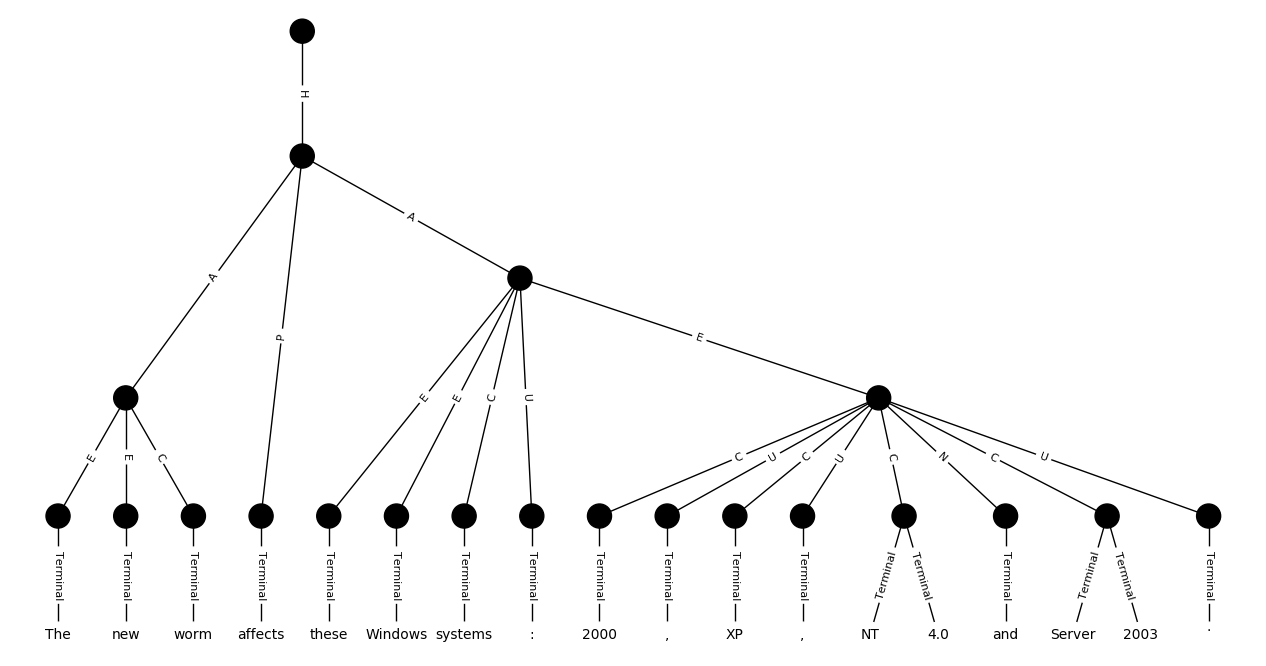 H
A
A
P
E
E E C U
E E C C U C U C N C U
Terminal Terminal Terminal Terminal Terminal Terminal Terminal Terminal Terminal Terminal Terminal Terminal Terminal Terminal Terminal Terminal Terminal Terminal
The new worm affects these Windows systems : 2000 , XP , NT 4.0 and Server 2003 .